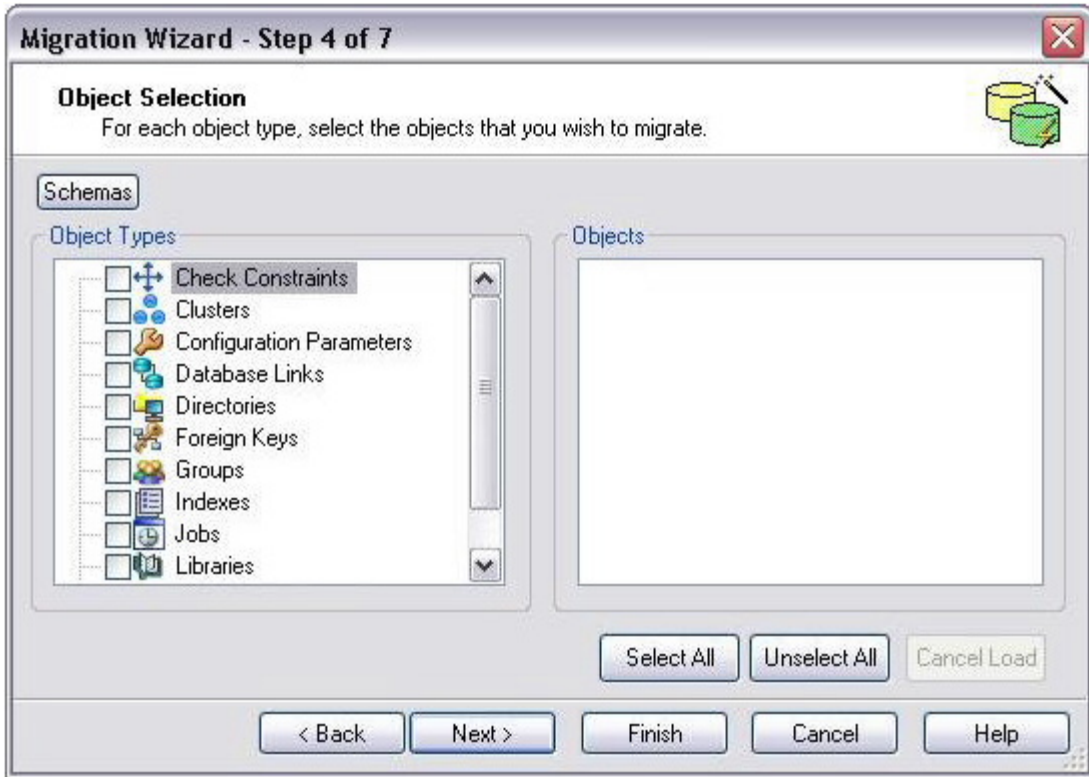 Migration Wizard - Step 4 of 7
Object Selection
For each object type, select the objects that you wish to migrate.
Schemas
Object Types
Check Constraints
Clusters
Configuration Parameters
Database Links
Directories
Foreign Keys
Groups
Indexes
Jobs
Libraries
Objects
Select All
Unselect All
Cancel Load
< Back
Next >
Finish
Cancel
Help